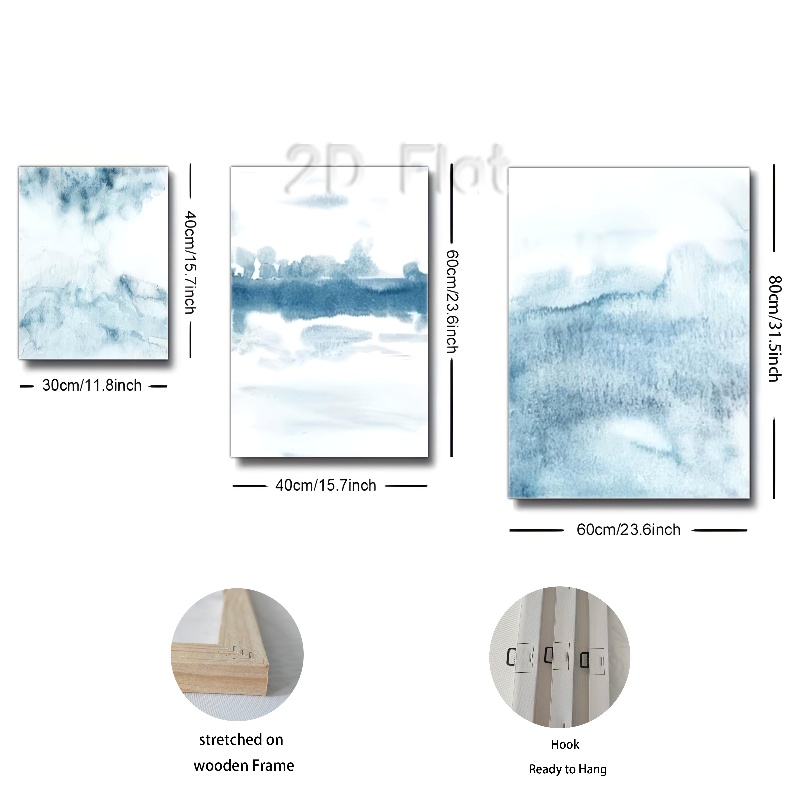 2D Flat
40cm/15.7inch
30cm/11.8inch
60cm/23.6inch
40cm/15.7inch
80cm/31.5inch
60cm/23.6inch
stretched on
wooden Frame
Hook
Ready to Hang